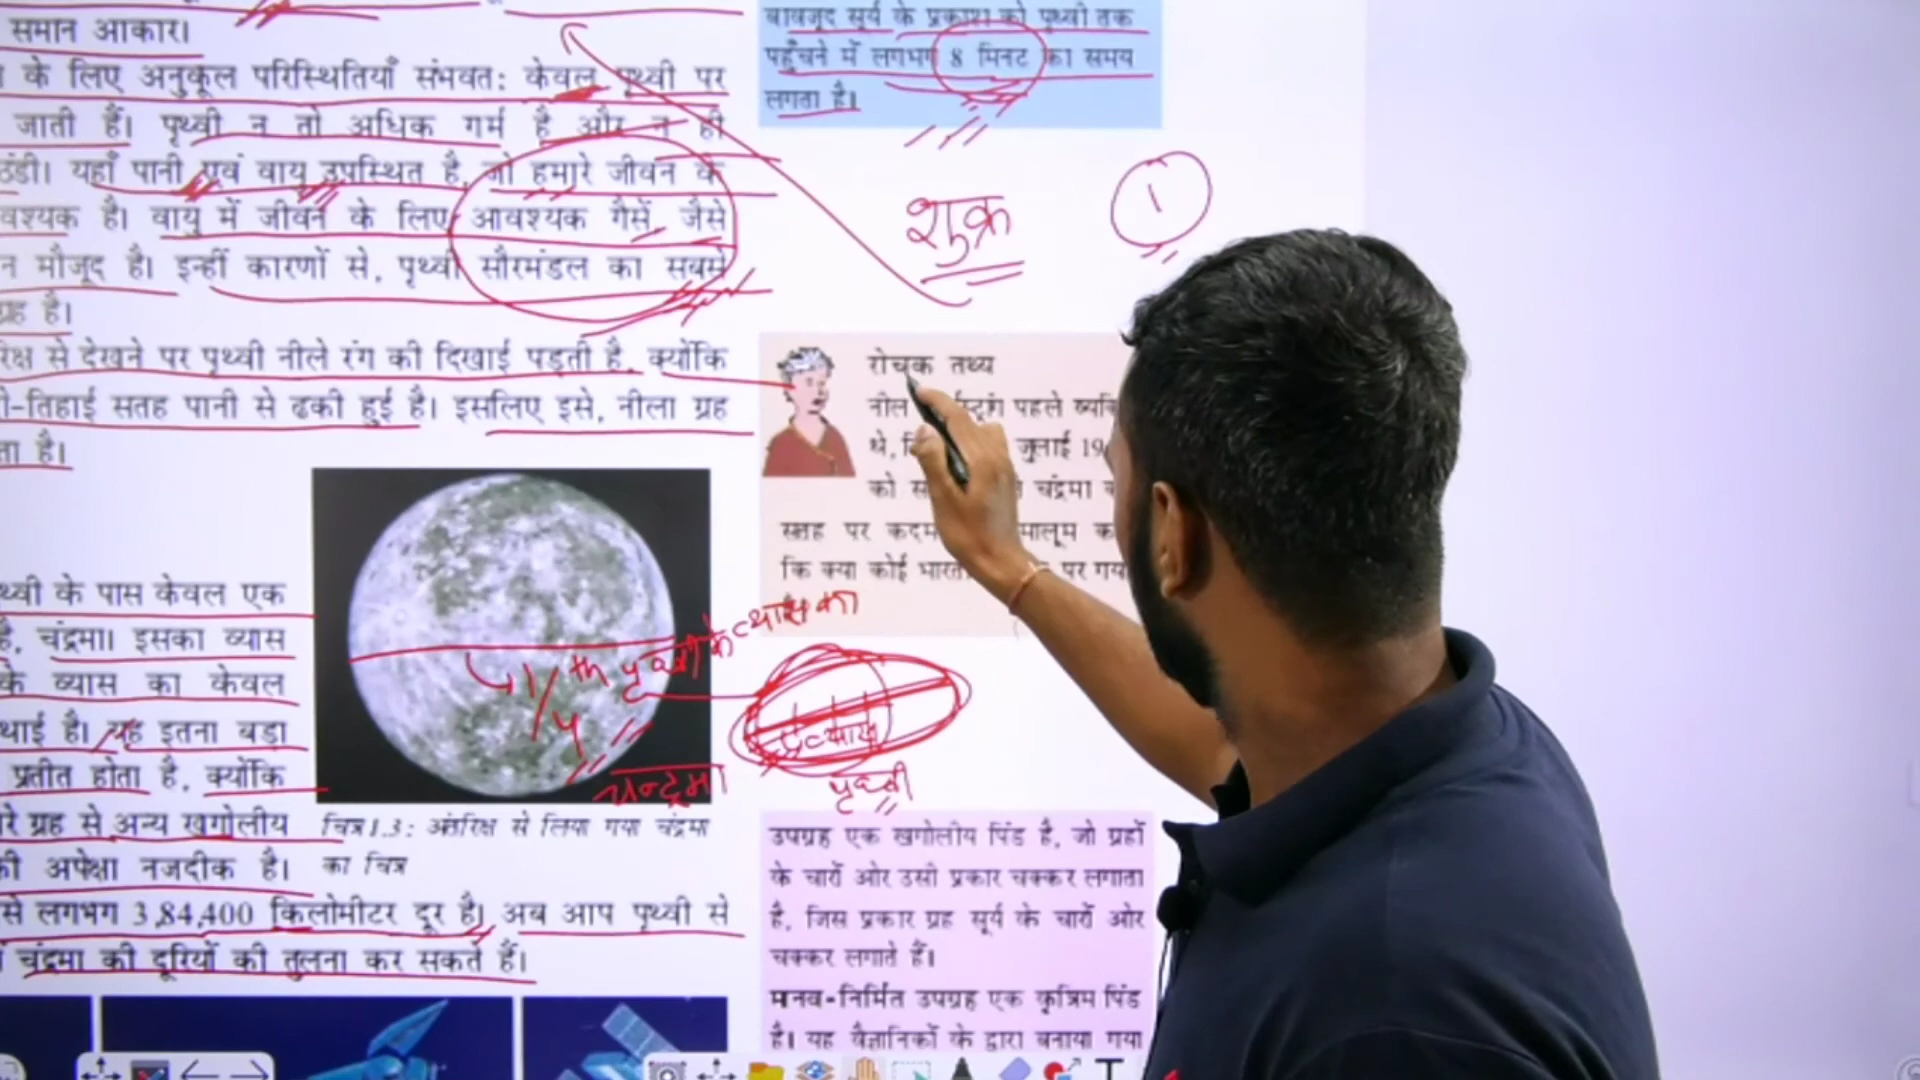 समान आकार।
के लिए अनुकूल परिस्थितियाँ संभवतः केवल पृथ्वी पर
जाती हैं। पृथ्वी न तो अधिक गर्म है और न ही
ठंडी। यहाँ पानी एवं वायु उपस्थित है, जो हमारे जीवन के
वश्यक है। वायु में जीवन के लिए आवश्यक गैसें, जैसे
न मौजूद है। इन्हीं कारणों से, पृथ्वी सौरमंडल का सबसे
ग्रह है।
रिक्ष से देखने पर पृथ्वी नीले रंग की दिखाई पड़ती है, क्योंकि
ो-तिहाई सतह पानी से ढकी हुई है। इसलिए इसे, नीला ग्रह
ता है।
थ्वी के पास केवल एक
है, चंद्रमा। इसका व्यास
के व्यास का केवल
थाई है। यह इतना बड़ा
प्रतीत होता है, क्योंकि
रे ग्रह से अन्य खगोलीय
की अपेक्षा नजदीक है।
से लगभग 3,84,400 किलोमीटर दूर है। अब आप पृथ्वी से
चंद्रमा की दूरियों की तुलना कर सकते हैं।
1/4 th पृथ्वी के व्यास का
चन्द्रमा
चित्र 1.3: अंतरिक्ष से लिया गया चंद्रमा
का चित्र
बावजूद सूर्य के प्रकाश को पृथ्वी तक
पहुँचने में लगभग 8 मिनट का समय
लगता है।
शुक्र
1
रोचक तथ्य
नील पहले
थे, जुलाई 19
को चंद्रमा
सतह पर कदम मालूम
कि क्या कोई पर
व्यास
पृथ्वी
उपग्रह एक खगोलीय पिंड है, जो ग्रहों
के चारों ओर उसी प्रकार चक्कर लगाता
है, जिस प्रकार ग्रह सूर्य के चारों ओर
चक्कर लगाते हैं।
मानव-निर्मित उपग्रह एक कृत्रिम पिंड
है। यह वैज्ञानिकों के द्वारा बनाया गया